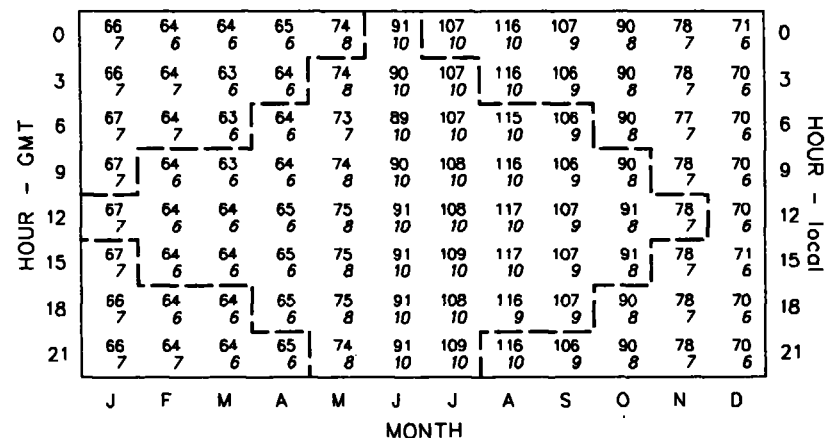 0 66 64 64 65 74 91 107 116 107 90 78 71 0
7 6 6 6 8 10 10 10 9 8 7 6
3 66 64 63 64 74 90 107 116 106 90 78 70 3
7 6 6 6 8 10 10 10 9 8 7 6
6 67 64 63 64 73 89 107 115 106 90 77 70 6
7 7 6 6 7 10 10 10 9 8 7 6
9 67 64 63 64 74 90 108 116 106 90 78 70 9
7 6 6 6 8 10 10 10 9 8 7 6
12 67 64 64 65 75 91 108 117 107 91 78 70 12
7 6 6 6 8 10 10 10 9 8 7 6
15 67 64 64 65 75 91 109 117 107 91 78 71 15
7 6 6 6 8 10 10 10 9 8 7 6
18 66 64 64 65 75 91 108 116 107 90 78 70 18
7 6 6 6 8 10 10 9 9 8 7 6
21 66 64 64 65 74 91 109 116 106 90 78 70 21
7 7 6 6 8 10 10 10 9 8 7 6
HOUR - GMT
HOUR - local
J F M A M J J A S O N D
MONTH